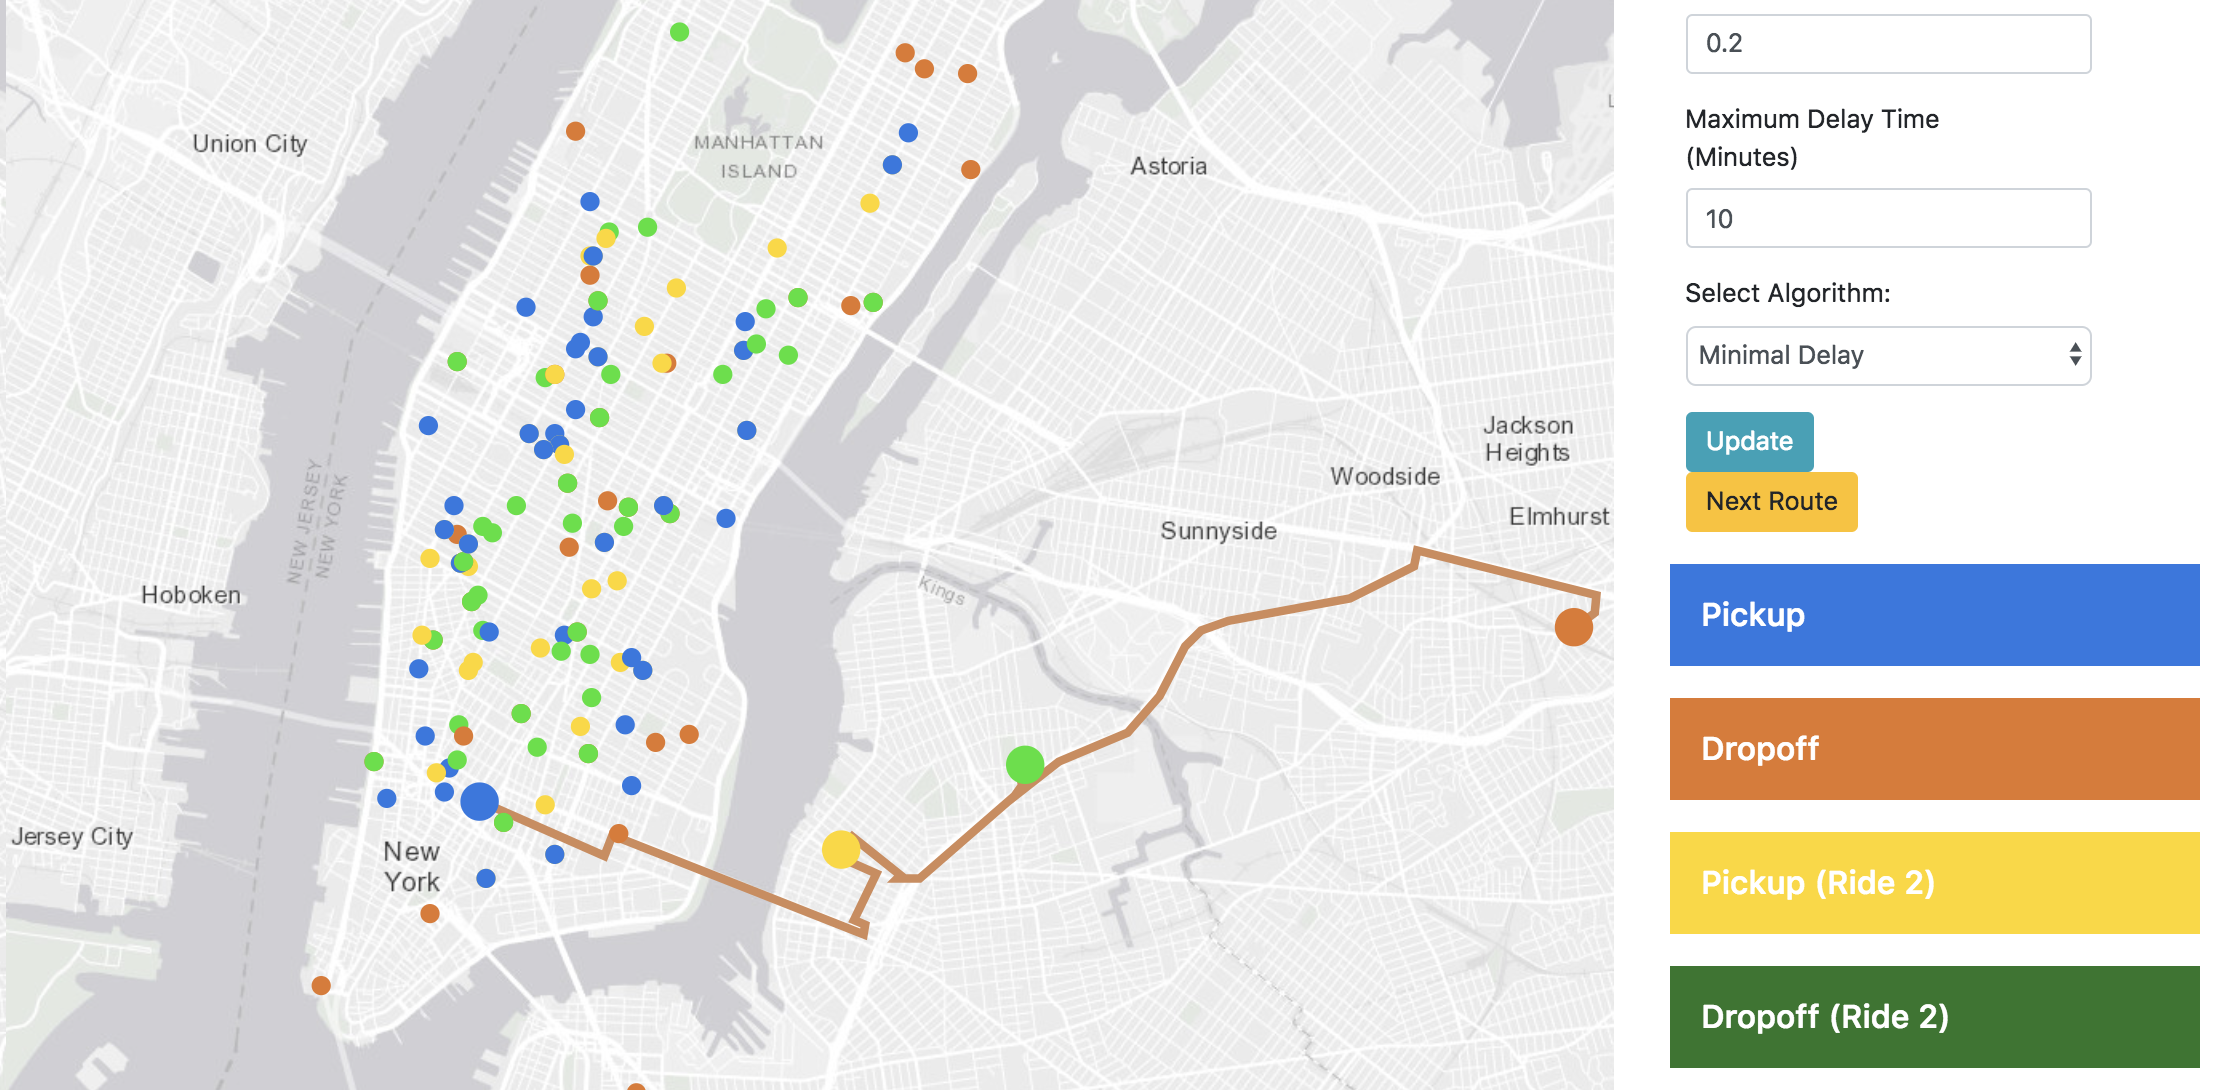 Union City
MANHATTAN
ISLAND
Astoria
Jackson
Heights
Woodside
Elmhurst
Sunnyside
NEW JERSEY
NEW YORK
Kings
Hoboken
Jersey City
New
York
L
0.2
Maximum Delay Time
(Minutes)
10
Select Algorithm:
Minimal Delay
Update
Next Route
Pickup
Dropoff
Pickup (Ride 2)
Dropoff (Ride 2)